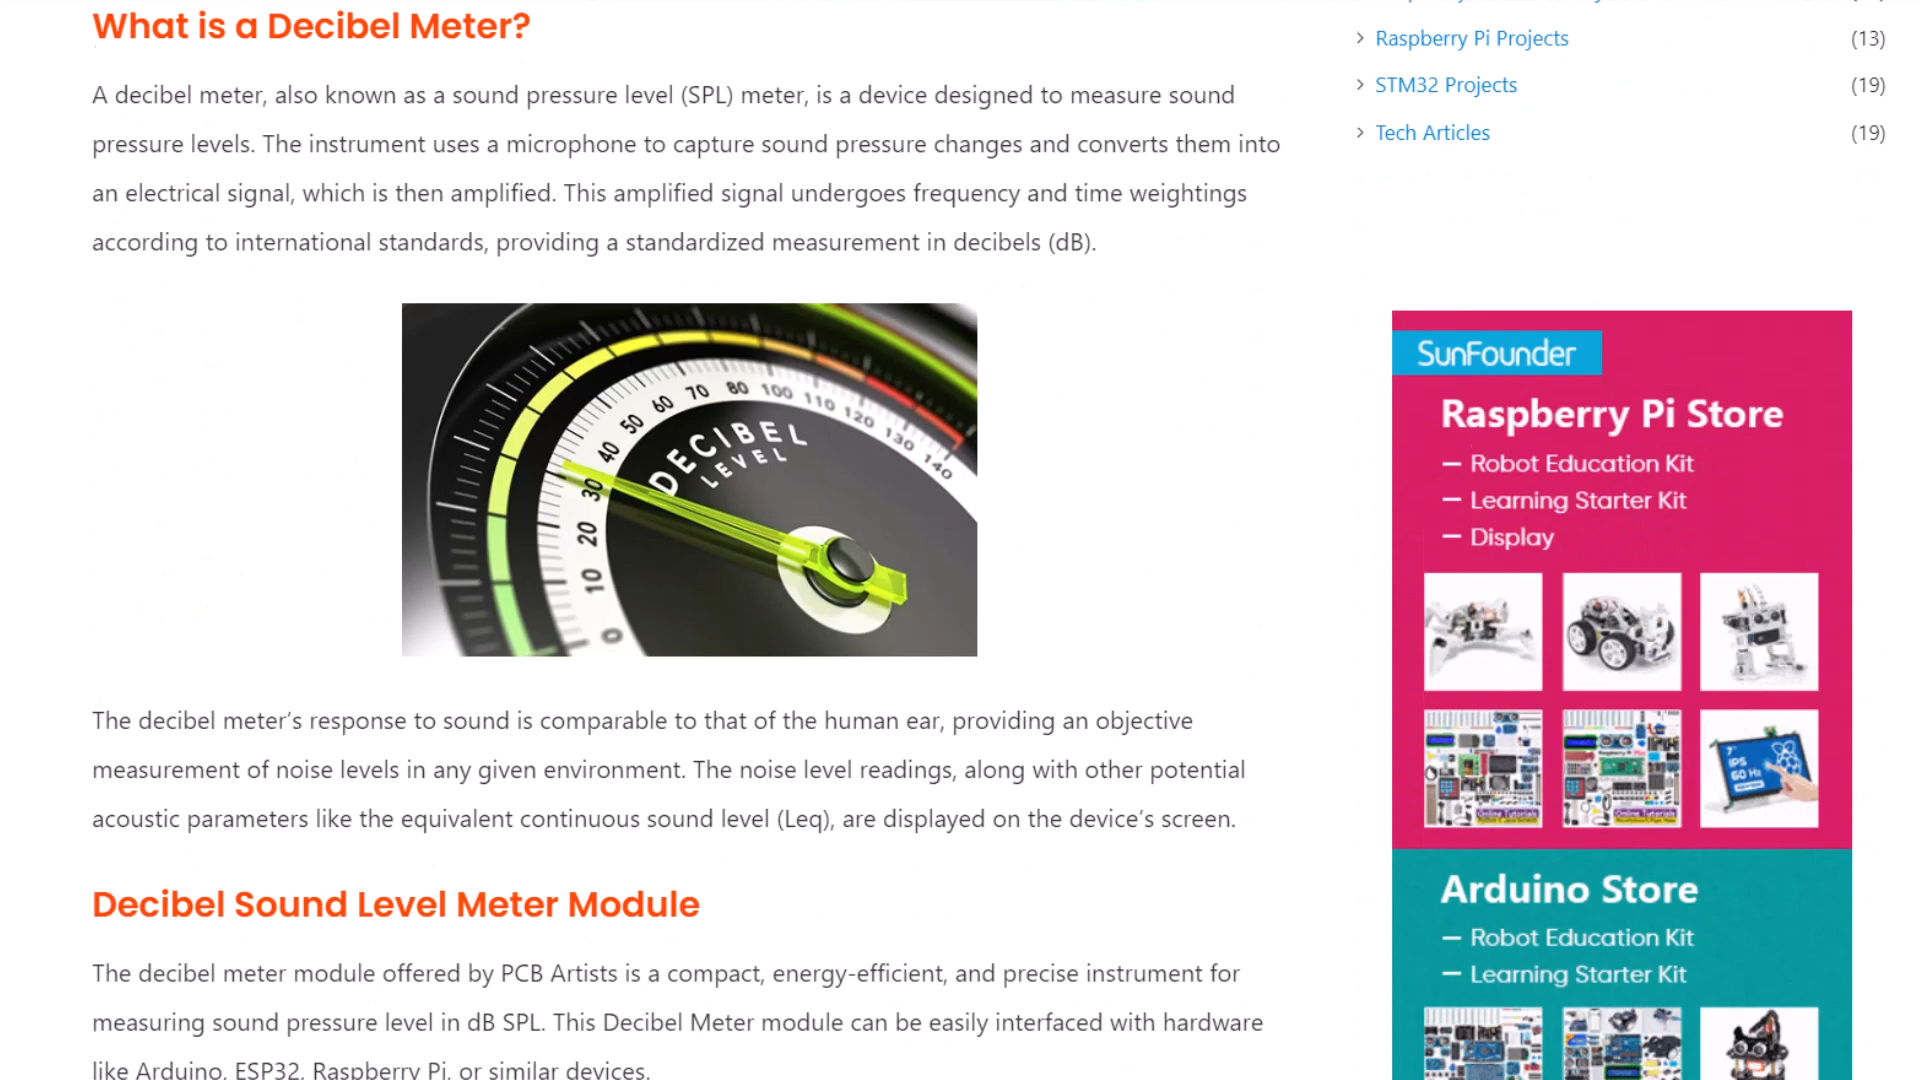 What is a Decibel Meter?
A decibel meter, also known as a sound pressure level (SPL) meter, is a device designed to measure sound
pressure levels. The instrument uses a microphone to capture sound pressure changes and converts them into
an electrical signal, which is then amplified. This amplified signal undergoes frequency and time weightings
according to international standards, providing a standardized measurement in decibels (dB).
0 10 20 30 40 50 60 70 80 100 110 120 130 140
DECIBEL
LEVEL
The decibel meter’s response to sound is comparable to that of the human ear, providing an objective
measurement of noise levels in any given environment. The noise level readings, along with other potential
acoustic parameters like the equivalent continuous sound level (Leq), are displayed on the device’s screen.
Decibel Sound Level Meter Module
The decibel meter module offered by PCB Artists is a compact, energy-efficient, and precise instrument for
measuring sound pressure level in dB SPL. This Decibel Meter module can be easily interfaced with hardware
like Arduino, ESP32, Raspberry Pi, or similar devices.
Raspberry Pi Projects (13)
STM32 Projects (19)
Tech Articles (19)
SunFounder
Raspberry Pi Store
— Robot Education Kit
— Learning Starter Kit
— Display
Online Tutorials
Online Tutorials
7"
IPS
60 Hz
Arduino Store
— Robot Education Kit
— Learning Starter Kit